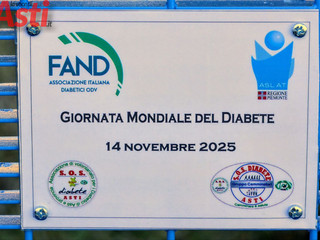 Asti
FAND
ASSOCIAZIONE ITALIANA
DIABETICI ODV
ASL AT
REGIONE
PIEMONTE
GIORNATA MONDIALE DEL DIABETE
14 NOVEMBRE 2025
S.O.S.
diabete
ASTI
S.O.S. DIABETE
ASTI